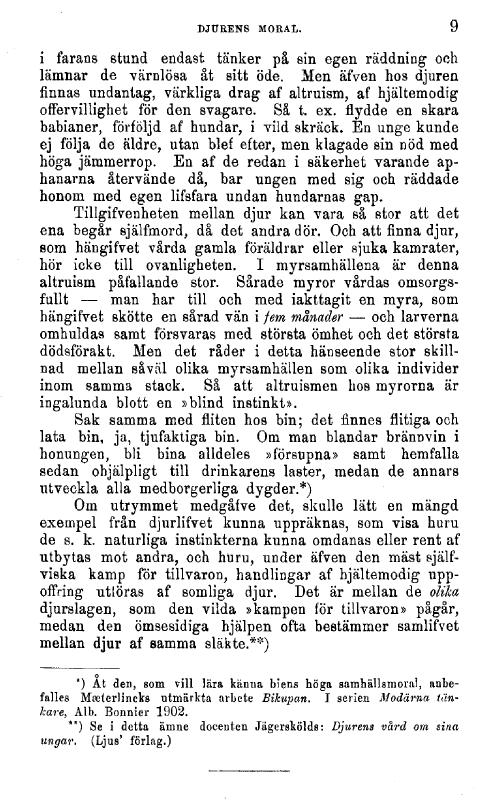 DJURENS MORAL. 9
i farans stund endast tänker på sin egen räddning och
lämnar de värnlösa åt sitt öde. Men äfven hos djuren
finnas undantag, värkliga drag af altruism, af hjältemodig
offervillighet för den svagare. Så t. ex. flydde en skara
babianer, förföljd af hundar, i vild skräck. En unge kunde
ej följa de äldre, utan blef efter, men klagade sin nöd med
höga jämmerrop. En af de redan i säkerhet varande ap-
hanarna återvände då, bar ungen med sig och räddade
honom med egen lifsfara undan hundarnas gap.
Tillgifvenheten mellan djur kan vara så stor att det
ena begår själfmord, då det andra dör. Och att finna djur,
som hängifvet vårda gamla föräldrar eller sjuka kamrater,
hör icke till ovanligheten. I myrsamhällena är denna
altruism påfallande stor. Sårade myror vårdas omsorgs-
fullt — man har till och med iakttagit en myra, som
hängifvet skötte en sårad vän i fem månader — och larverna
omhuldas samt försvaras med största ömhet och det största
dödsförakt. Men det råder i detta hänseende stor skill-
nad mellan såväl olika myrsamhällen som olika individer
inom samma stack. Så att altruismen hos myrorna är
ingalunda blott en »blind instinkt».
Sak samma med fliten hos bin; det finnes flitiga och
lata bin, ja, tjufaktiga bin. Om man blandar brännvin i
honungen, bli bina alldeles »försupna» samt hemfalla
sedan ohjälpligt till drinkarens laster, medan de annars
utveckla alla medborgerliga dygder.*)
Om utrymmet medgåfve det, skulle lätt en mängd
exempel från djurlifvet kunna uppräknas, som visa huru
de s. k. naturliga instinkterna kunna omdanas eller rent af
utbytas mot andra, och huru, under äfven den mäst själf-
viska kamp för tillvaron, handlingar af hjältemodig upp-
offring utföras af somliga djur. Det är mellan de olika
djurslagen, som den vilda »kampen för tillvaron» pågår,
medan den ömsesidiga hjälpen ofta bestämmer samlifvet
mellan djur af samma släkte.**)
*) Åt den, som vill lära känna biens höga samhällsmoral, anbe-
falles Mæterlincks utmärkta arbete Bikupan. I serien Modärna tän-
kare, Alb. Bonnier 1902.
**) Se i detta ämne docenten Jägerskölds: Djurens vård om sina
ungar. (Ljus' förlag.)